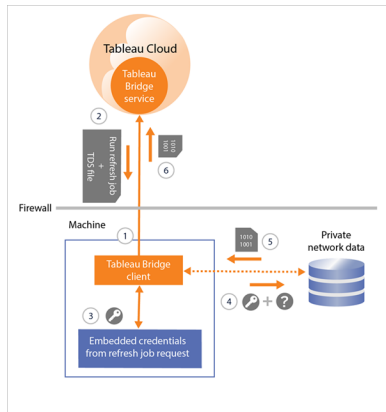 Tableau Cloud
Tableau
Bridge
service
2
Run refresh job
+
TDS file
1010
1001
6
Firewall
Machine
1
1010
1001
5
Private
network data
Tableau Bridge
client
3
4
+
?
Embedded credentials
from refresh job request